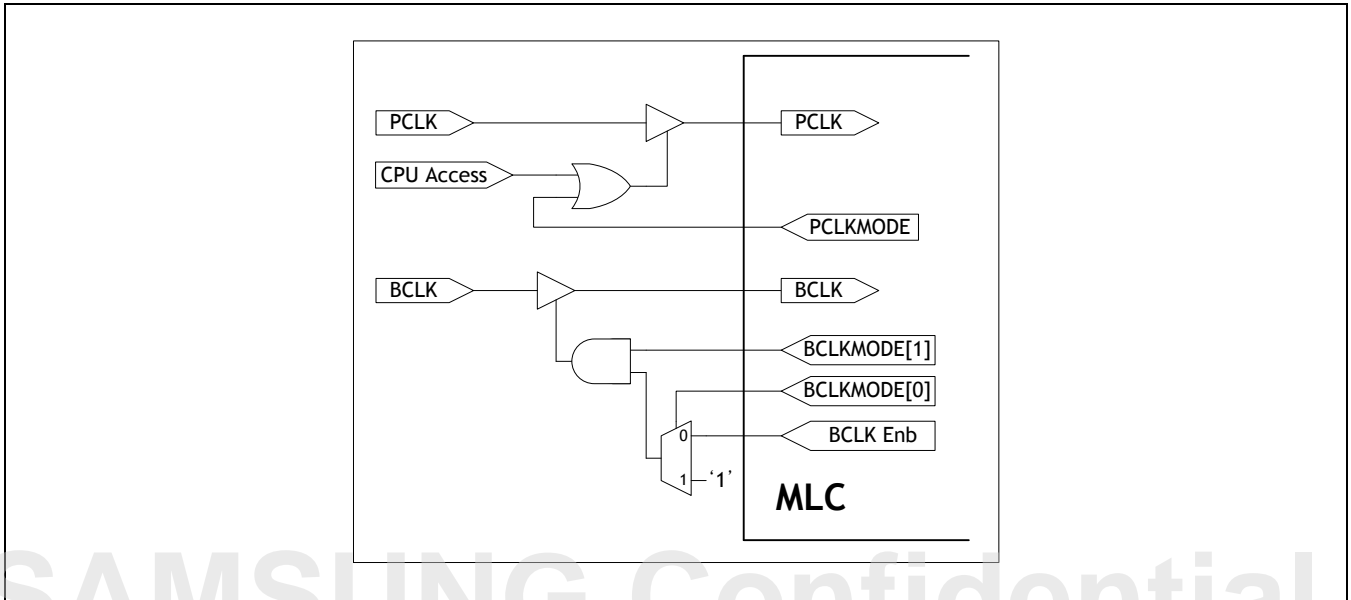 PCLK
PCLK
CPU Access
PCLKMODE
BCLK
BCLK
BCLKMODE[1]
BCLKMODE[0]
0
BCLK Enb
1
‘1’
MLC
SAMSUNG Confidential